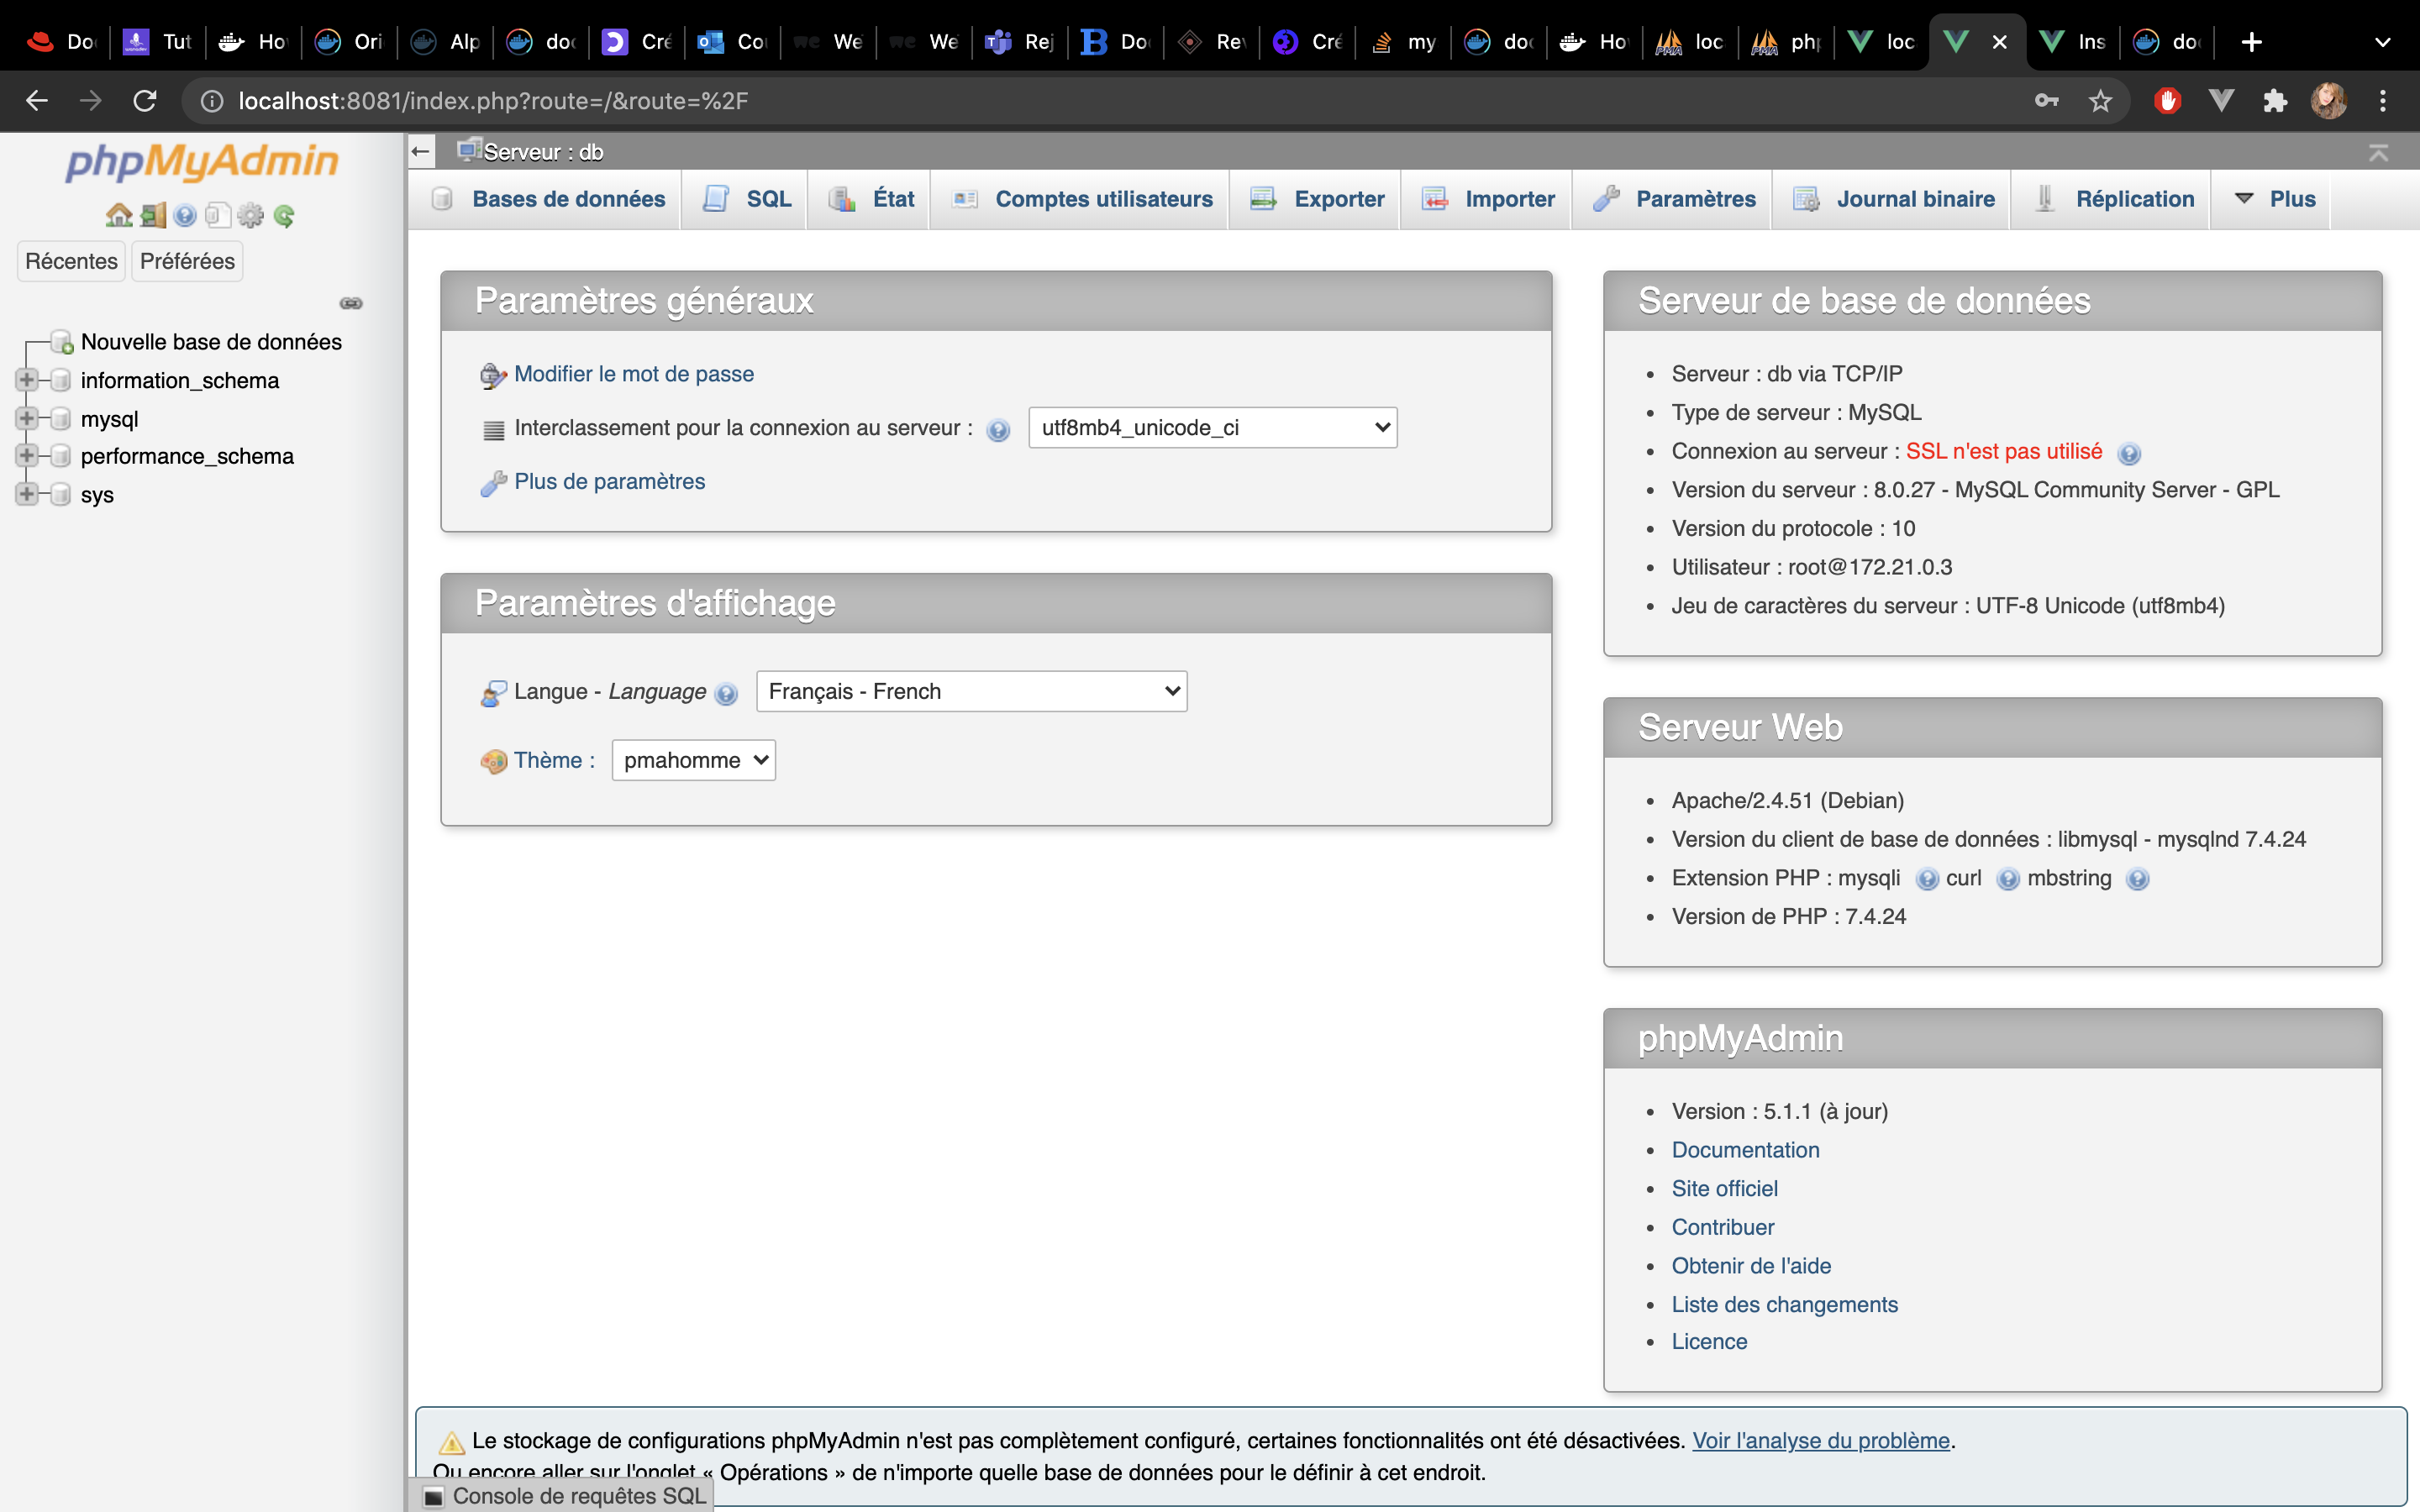 Do
Tut
Ho
Ori
Alp
doc
Cré
Co
We
We
Rej
Do
Re
Cré
my
doc
Ho
loc
php
loc
Ins
do
localhost:8081/index.php?route=/&route=%2F
phpMyAdmin
Récentes Préférées
Nouvelle base de données
information_schema
mysql
performance_schema
sys
Serveur : db
Bases de données SQL État Comptes utilisateurs Exporter Importer Paramètres Journal binaire Réplication Plus
Paramètres généraux
Modifier le mot de passe
Interclassement pour la connexion au serveur : utf8mb4_unicode_ci
Plus de paramètres
Paramètres d'affichage
Langue - Language Français - French
Thème : pmahomme
Serveur de base de données
Serveur : db via TCP/IP
Type de serveur : MySQL
Connexion au serveur : SSL n'est pas utilisé
Version du serveur : 8.0.27 - MySQL Community Server - GPL
Version du protocole : 10
Utilisateur : root@172.21.0.3
Jeu de caractères du serveur : UTF-8 Unicode (utf8mb4)
Serveur Web
Apache/2.4.51 (Debian)
Version du client de base de données : libmysql - mysqlnd 7.4.24
Extension PHP : mysqli curl mbstring
Version de PHP : 7.4.24
phpMyAdmin
Version : 5.1.1 (à jour)
Documentation
Site officiel
Contribuer
Obtenir de l'aide
Liste des changements
Licence
Le stockage de configurations phpMyAdmin n'est pas complètement configuré, certaines fonctionnalités ont été désactivées. Voir l'analyse du problème.
Ou encore aller sur l'onglet « Opérations » de n'importe quelle base de données pour le définir à cet endroit.
Console de requêtes SQL